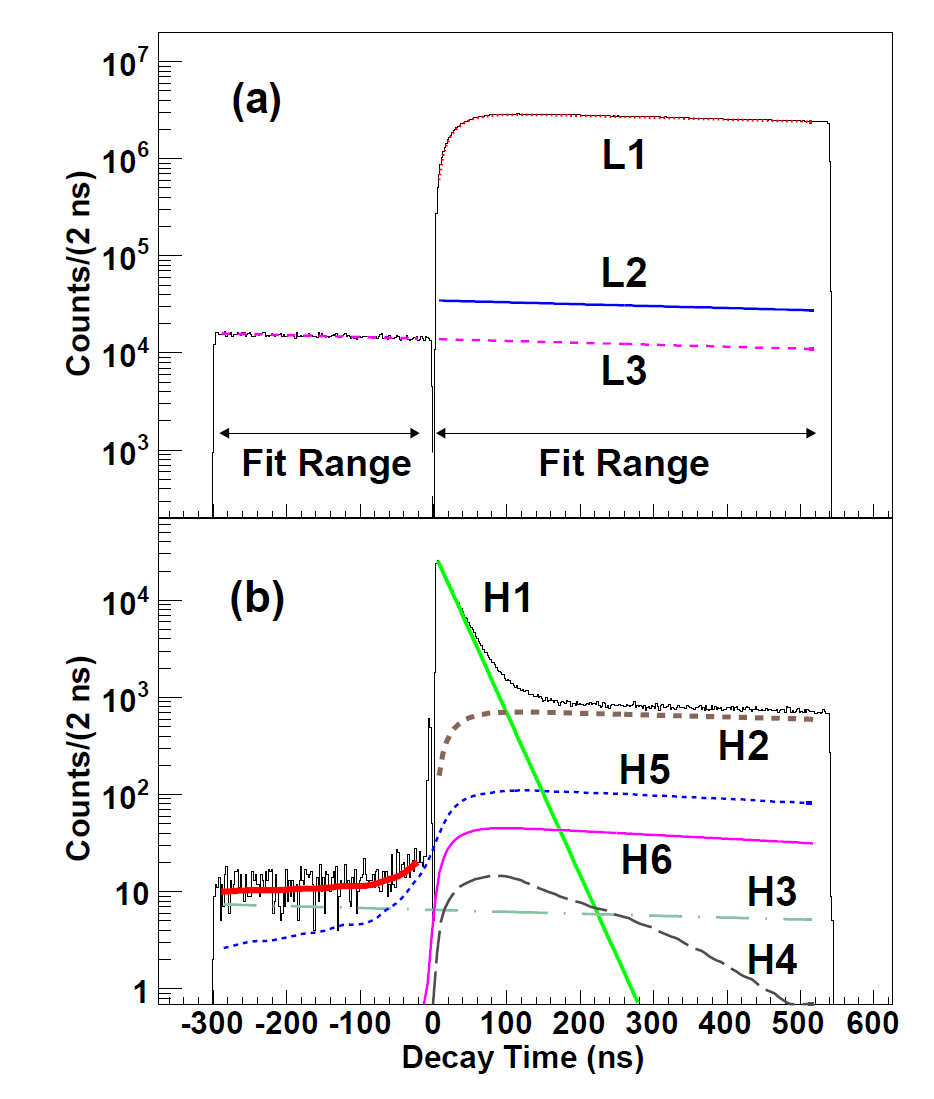 (a)
10^7
10^6
10^5
10^4
10^3
Counts/(2 ns)
L1
L2
L3
Fit Range
Fit Range
(b)
10^4
10^3
10^2
10
1
Counts/(2 ns)
H1
H2
H5
H6
H3
H4
-300 -200 -100 0 100 200 300 400 500 600
Decay Time (ns)